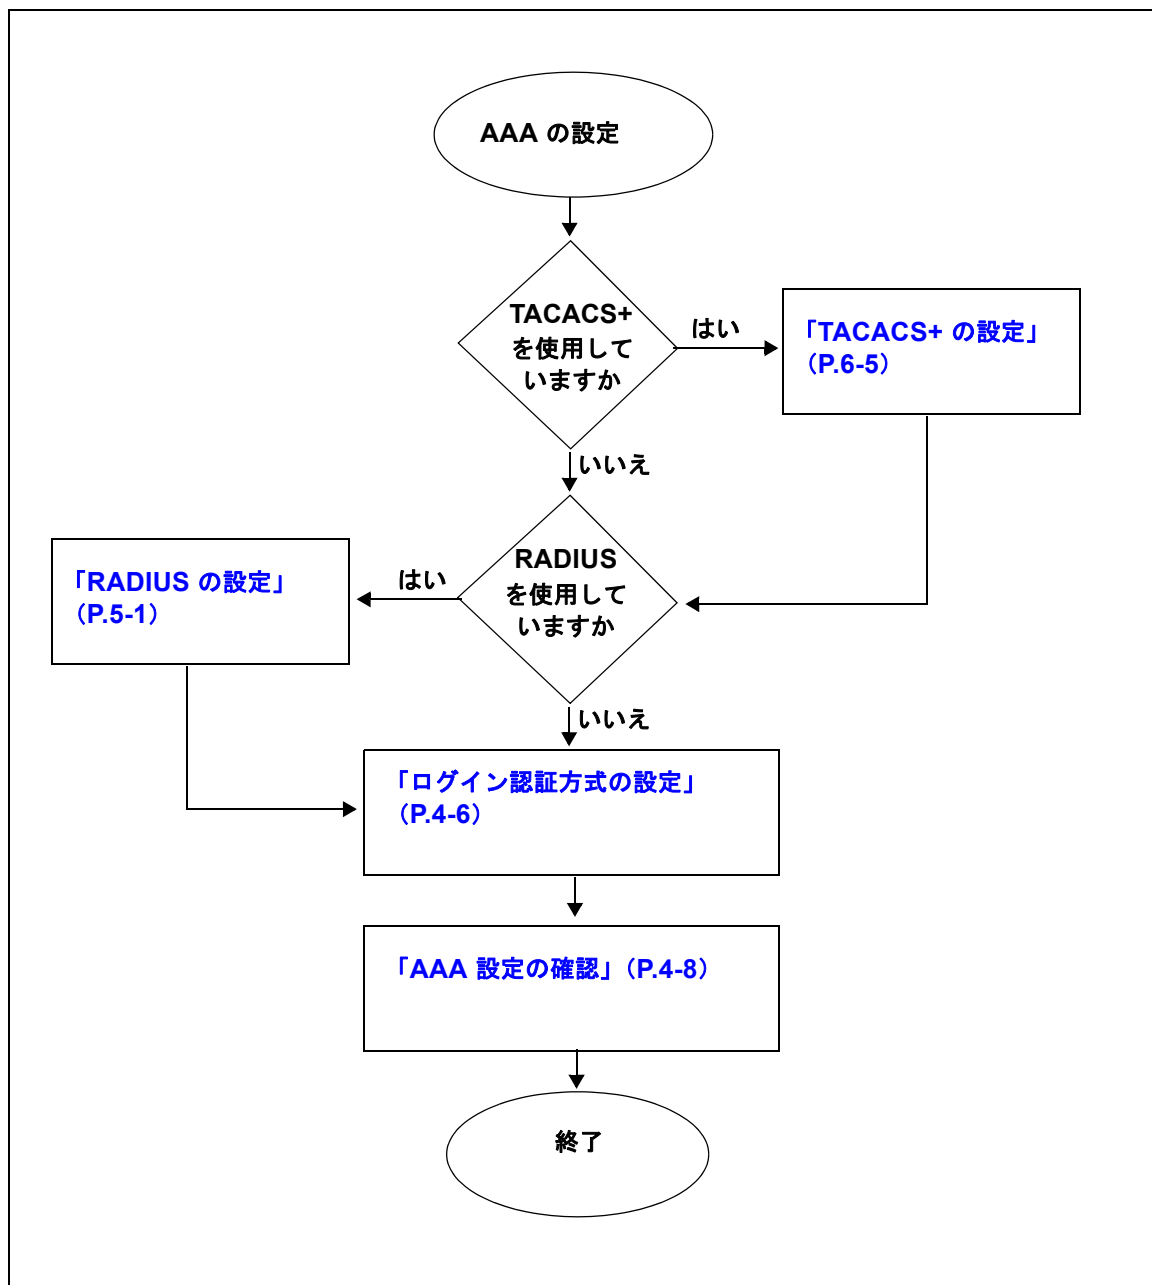 AAA の設定
TACACS+
を使用して
いますか
はい
「TACACS+ の設定」
（P.6-5）
いいえ
RADIUS
を使用して
いますか
はい
「RADIUS の設定」
（P.5-1）
いいえ
「ログイン認証方式の設定」
（P.4-6）
「AAA 設定の確認」（P.4-8）
終了